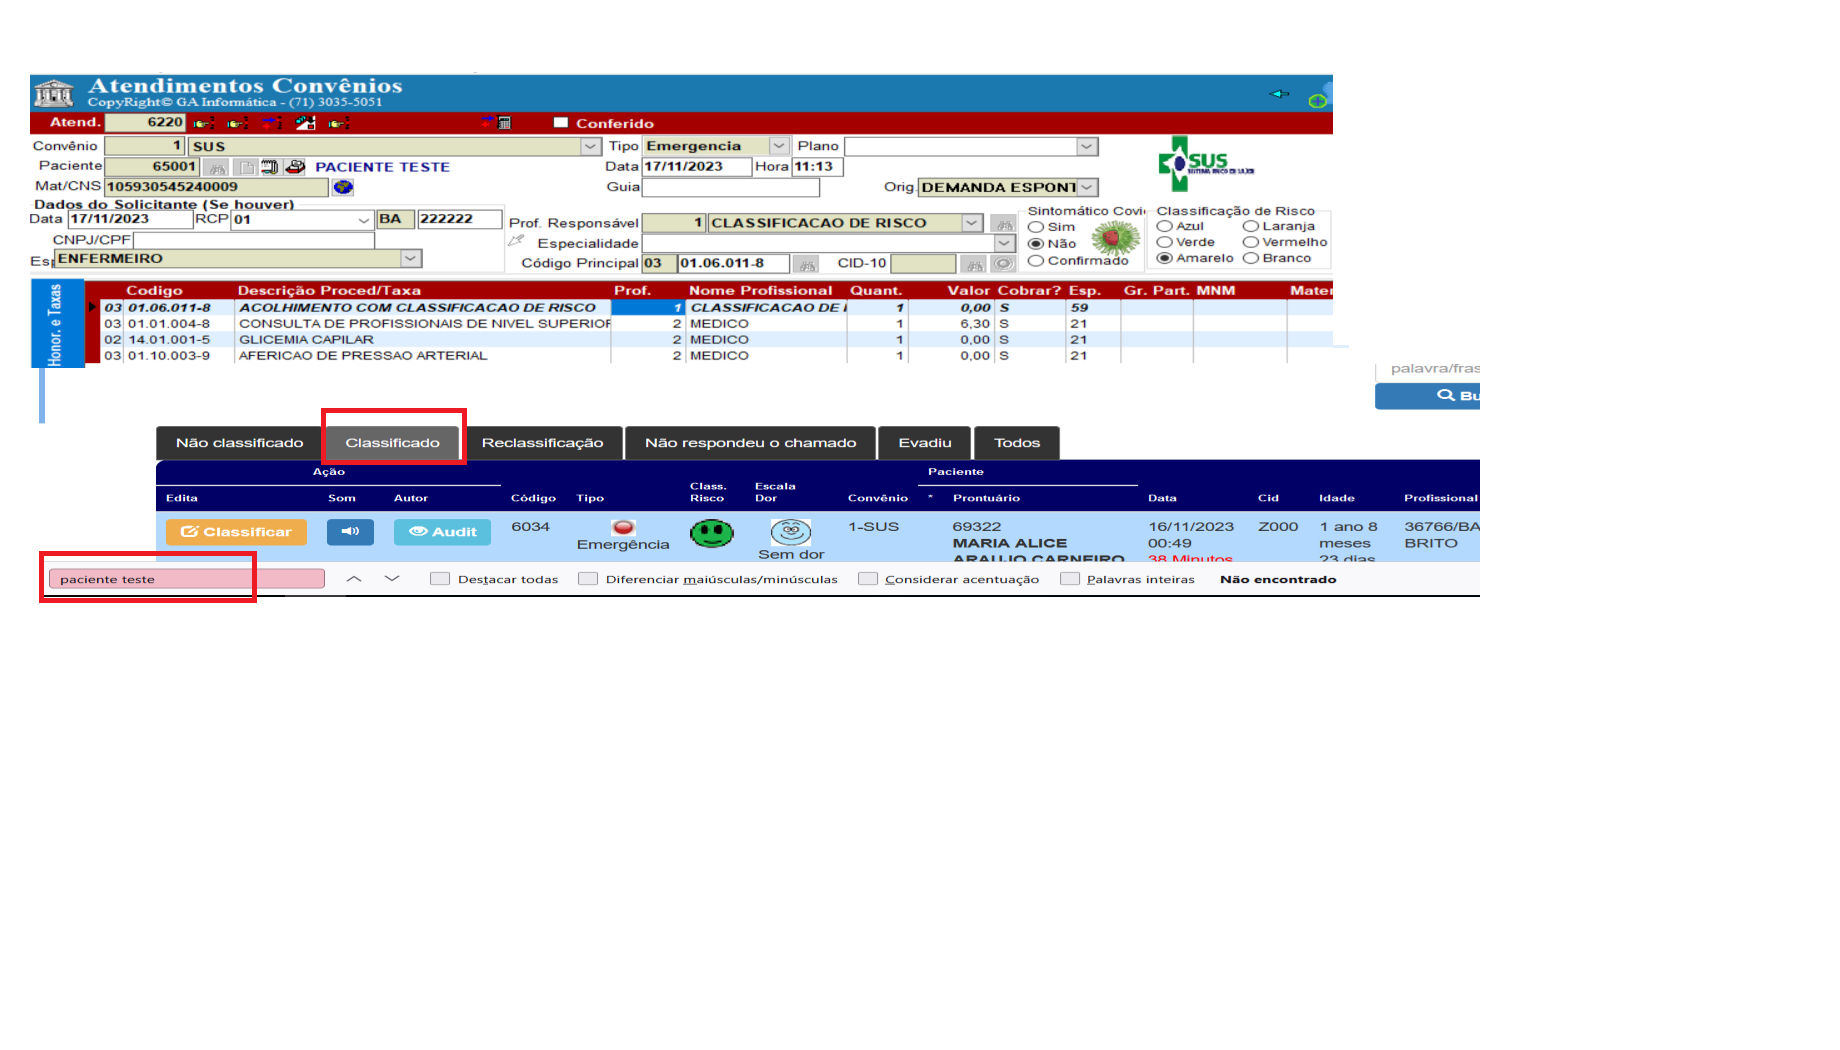 Atendimentos Convênios
CopyRight© GA Informática - (71) 3035-5051
Atend. 6220 Conferido
Convênio 1 SUS Tipo Emergencia Plano
Paciente 65001 PACIENTE TESTE Data 17/11/2023 Hora 11:13
SUS
Mat/CNS 105930545240009 Guia Orig. DEMANDA ESPONT
Dados do Solicitante (Se houver)
Sintomático Covi Classificação de Risco
Data 17/11/2023 RCP 01 BA 222222 Prof. Responsável 1 CLASSIFICACAO DE RISCO Sim Azul Laranja
CNPJ/CPF Especialidade Não Verde Vermelho
Es ENFERMEIRO Código Principal 03 01.06.011-8 CID-10 Confirmado Amarelo Branco
Honor. e Taxas
Codigo Descrição Proced/Taxa Prof. Nome Profissional Quant. Valor Cobrar? Esp. Gr. Part. MNM Mater
03 01.06.011-8 ACOLHIMENTO COM CLASSIFICACAO DE RISCO 1 CLASSIFICACAO DE 1 0,00 S 59
03 01.01.004-8 CONSULTA DE PROFISSIONAIS DE NIVEL SUPERIOR 2 MEDICO 1 6,30 S 21
02 14.01.001-5 GLICEMIA CAPILAR 2 MEDICO 1 0,00 S 21
03 01.10.003-9 AFERICAO DE PRESSAO ARTERIAL 2 MEDICO 1 0,00 S 21
palavra/fras
Bu
Não classificado Classificado Reclassificação Não respondeu o chamado Evadiu Todos
Ação Paciente
Edita Som Autor Código Tipo Class. Risco Escala Dor Convênio * Prontuário Data Cid Idade Profissional
Classificar Audit 6034 1-SUS 69322 16/11/2023 Z000 1 ano 8 36766/BA
Emergência Sem dor MARIA ALICE 00:49 meses BRITO
ARAUJO CARNEIRO 38 Minutos 23 dias
paciente teste Destacar todas Diferenciar maiúsculas/minúsculas Considerar acentuação Palavras inteiras Não encontrado